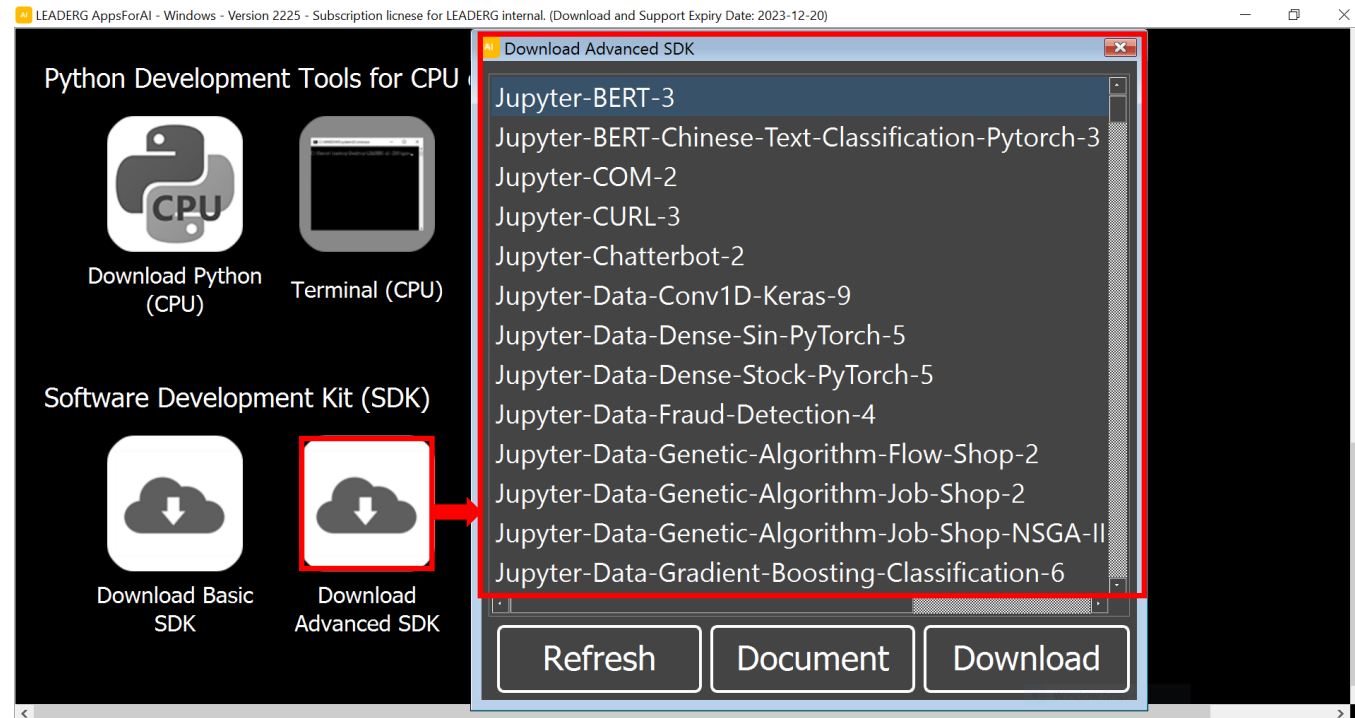 AI LEADERG AppsForAI - Windows - Version 2225 - Subscription licnese for LEADERG internal. (Download and Support Expiry Date: 2023-12-20)
Python Development Tools for CPU
CPU
Download Python
(CPU)
Terminal (CPU)
Software Development Kit (SDK)
Download Basic
SDK
Download
Advanced SDK
AI Download Advanced SDK
Jupyter-BERT-3
Jupyter-BERT-Chinese-Text-Classification-Pytorch-3
Jupyter-COM-2
Jupyter-CURL-3
Jupyter-Chatterbot-2
Jupyter-Data-Conv1D-Keras-9
Jupyter-Data-Dense-Sin-PyTorch-5
Jupyter-Data-Dense-Stock-PyTorch-5
Jupyter-Data-Fraud-Detection-4
Jupyter-Data-Genetic-Algorithm-Flow-Shop-2
Jupyter-Data-Genetic-Algorithm-Job-Shop-2
Jupyter-Data-Genetic-Algorithm-Job-Shop-NSGA-II
Jupyter-Data-Gradient-Boosting-Classification-6
Refresh
Document
Download